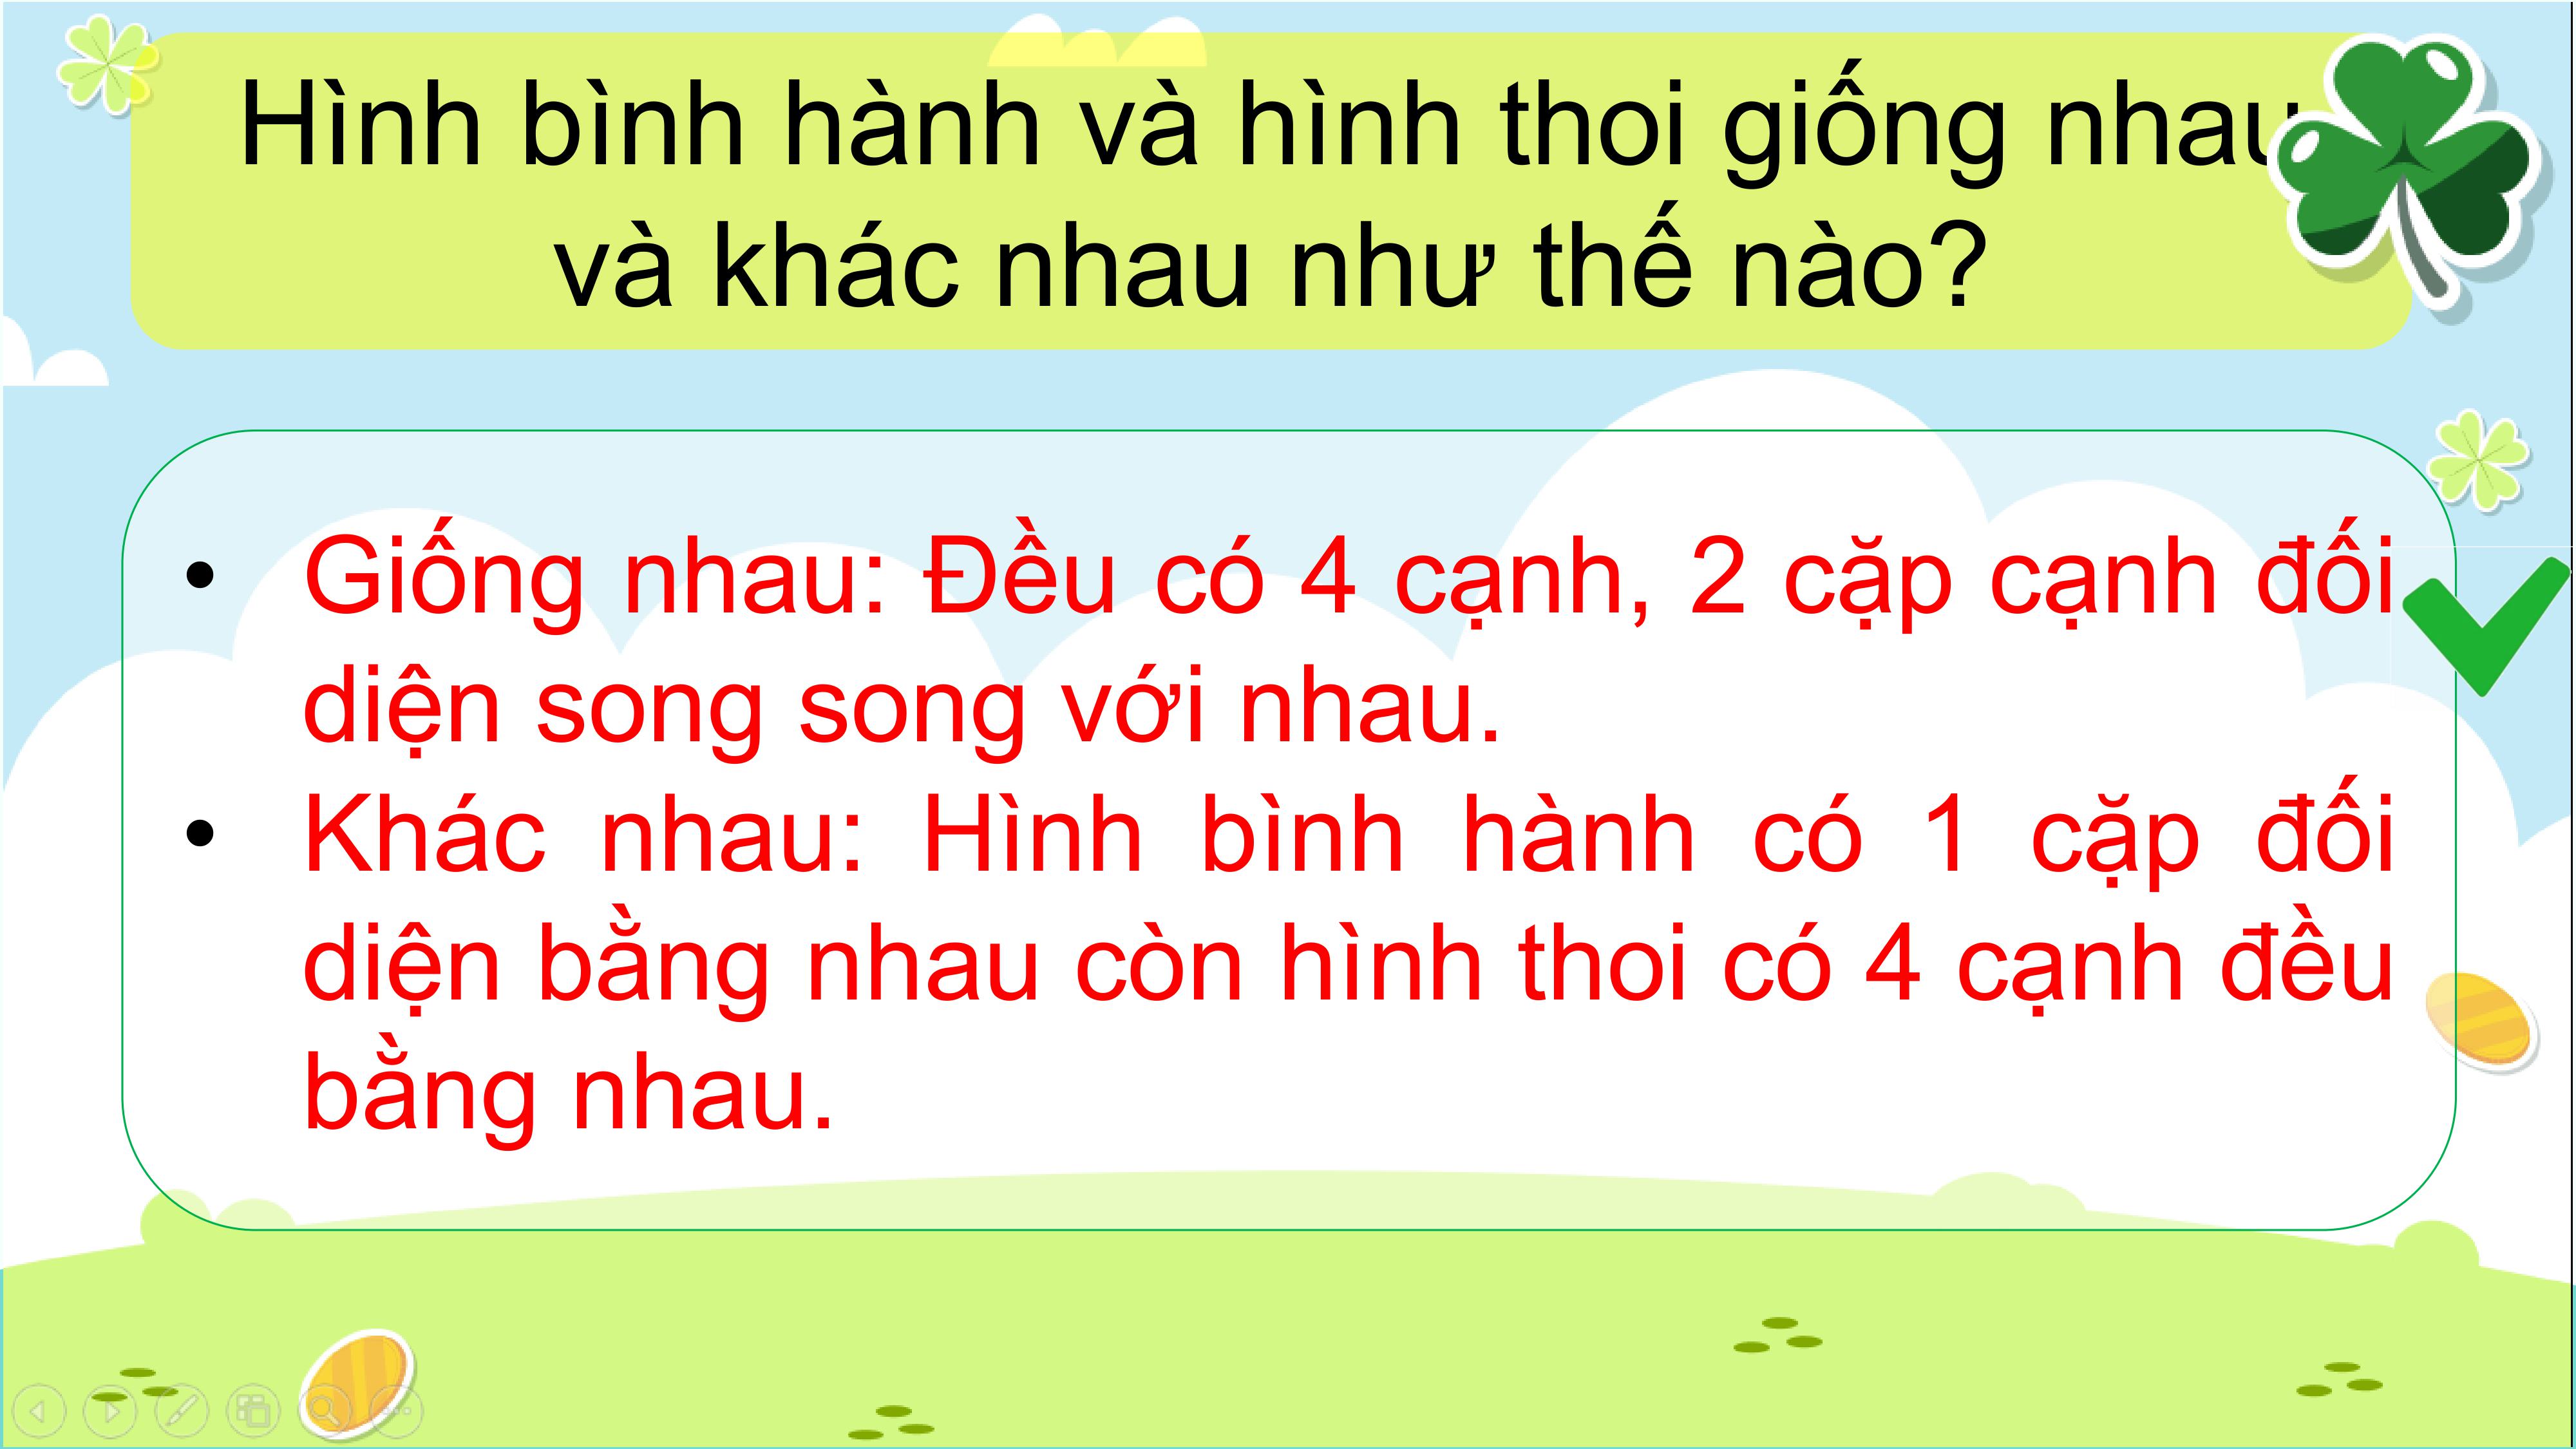 Hình bình hành và hình thoi giống nhau
và khác nhau như thế nào?
• Giống nhau: Đều có 4 cạnh, 2 cặp cạnh đối
diện song song với nhau.
• Khác nhau: Hình bình hành có 1 cặp đối
diện bằng nhau còn hình thoi có 4 cạnh đều
bằng nhau.